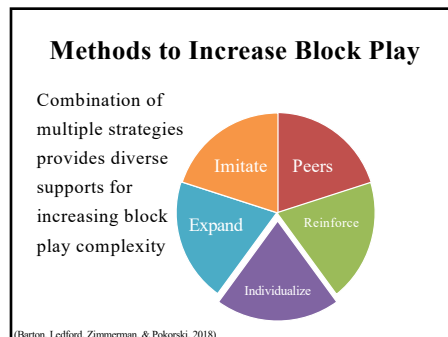 Methods to Increase Block Play
Combination of
multiple strategies
provides diverse
supports for
increasing block
play complexity
Imitate
Peers
Expand
Reinforce
Individualize
(Barton, Ledford, Zimmerman, & Pokorski, 2018)